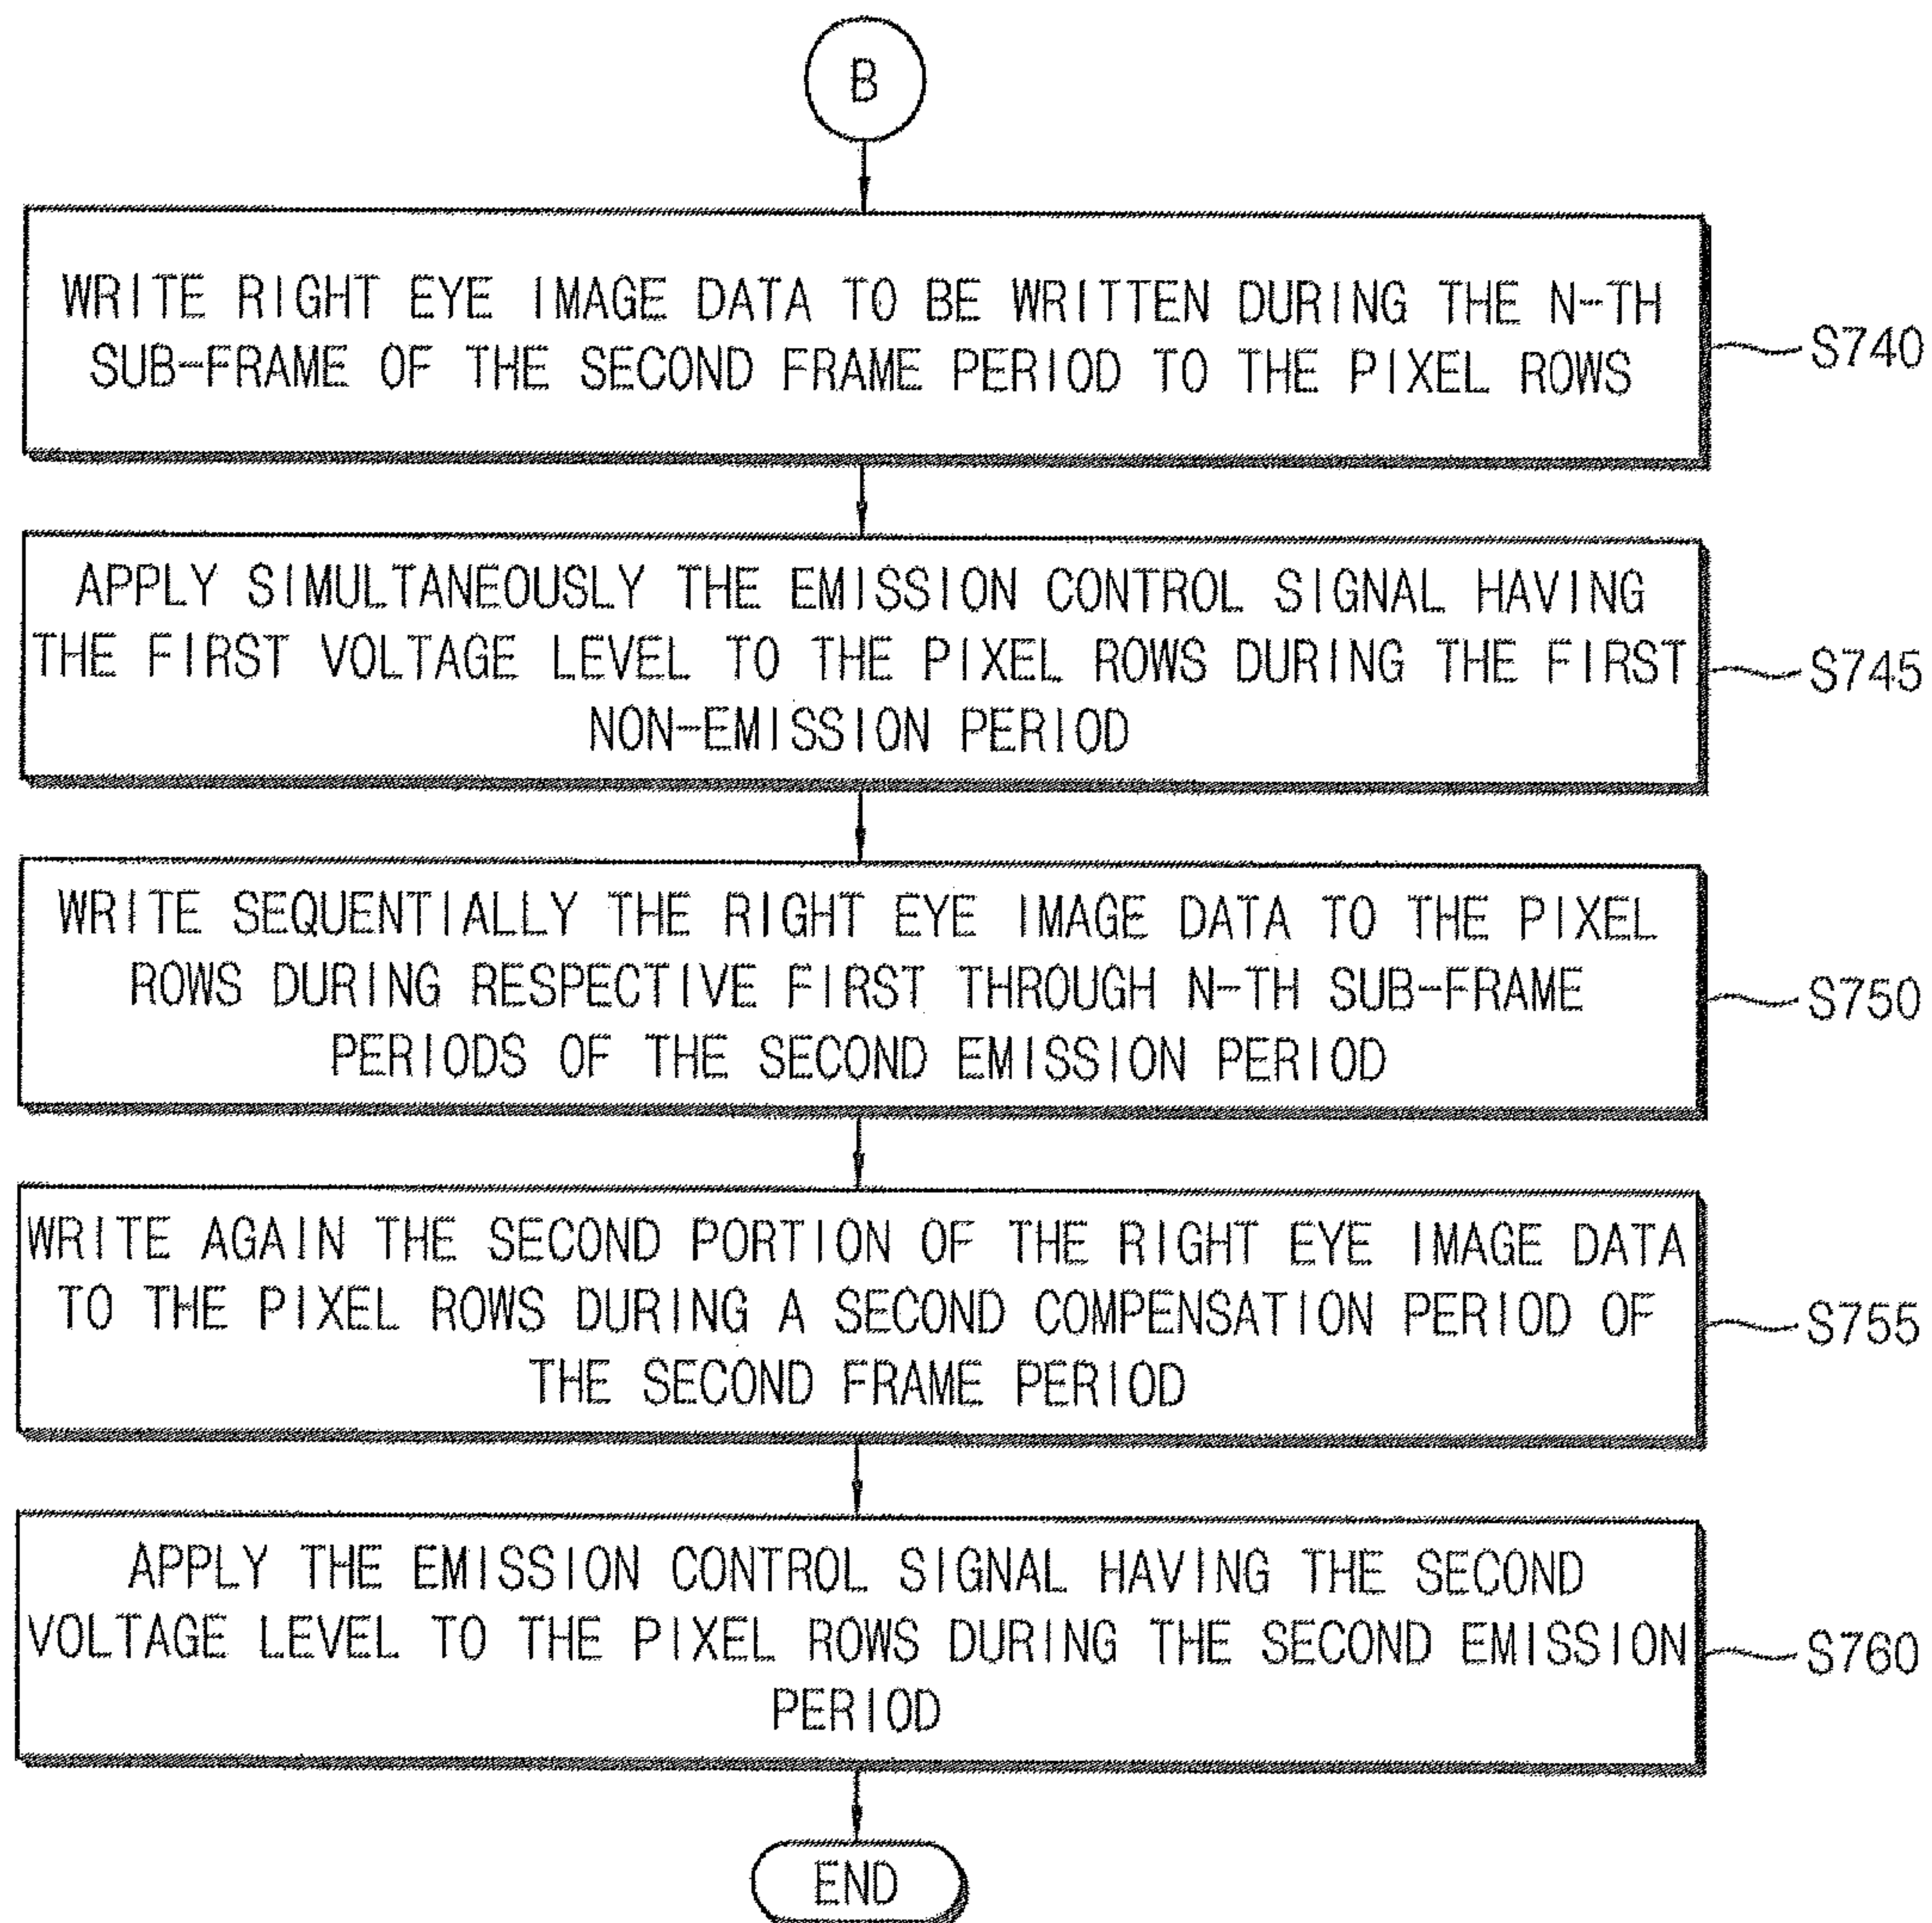 B
WRITE RIGHT EYE IMAGE DATA TO BE WRITTEN DURING THE N-TH
SUB-FRAME OF THE SECOND FRAME PERIOD TO THE PIXEL ROWS
S740
APPLY SIMULTANEOUSLY THE EMISSION CONTROL SIGNAL HAVING
THE FIRST VOLTAGE LEVEL TO THE PIXEL ROWS DURING THE FIRST
NON-EMISSION PERIOD
S745
WRITE SEQUENTIALLY THE RIGHT EYE IMAGE DATA TO THE PIXEL
ROWS DURING RESPECTIVE FIRST THROUGH N-TH SUB-FRAME
PERIODS OF THE SECOND EMISSION PERIOD
S750
WRITE AGAIN THE SECOND PORTION OF THE RIGHT EYE IMAGE DATA
TO THE PIXEL ROWS DURING A SECOND COMPENSATION PERIOD OF
THE SECOND FRAME PERIOD
S755
APPLY THE EMISSION CONTROL SIGNAL HAVING THE SECOND
VOLTAGE LEVEL TO THE PIXEL ROWS DURING THE SECOND EMISSION
PERIOD
S760
END